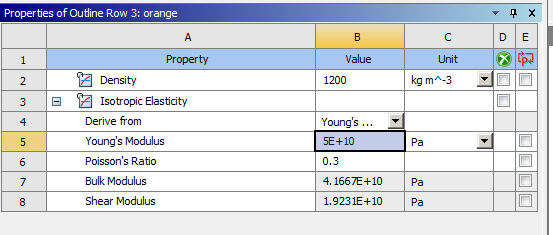 Properties of Outline Row 3: orange
A B C D E
1 Property Value Unit
2 Density 1200 kg m^-3
3 Isotropic Elasticity
4 Derive from Young's ...
5 Young's Modulus 5E+10 Pa
6 Poisson's Ratio 0.3
7 Bulk Modulus 4.1667E+10 Pa
8 Shear Modulus 1.9231E+10 Pa